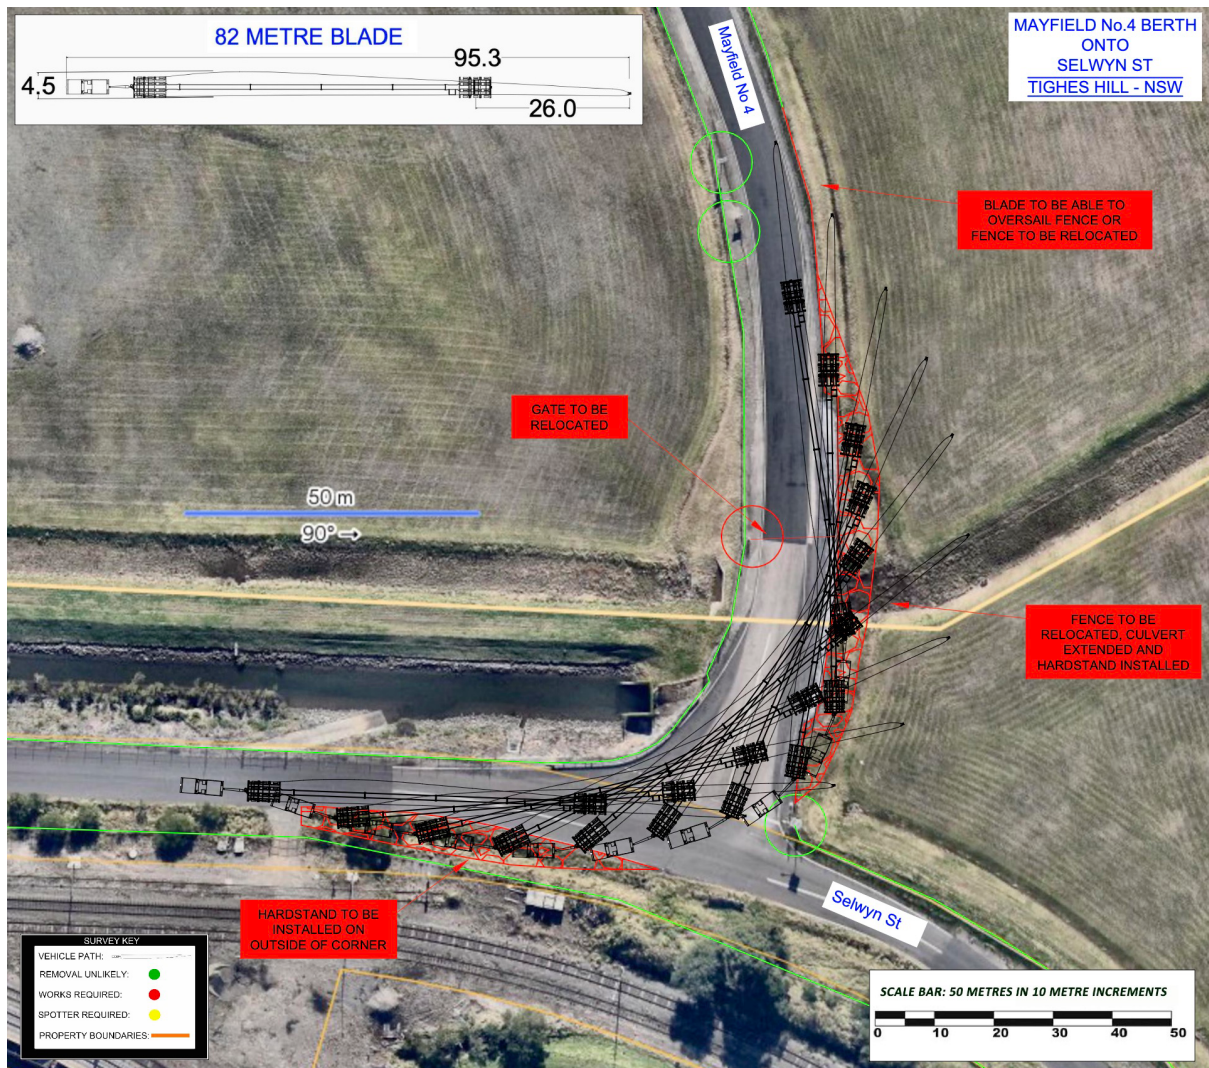 82 METRE BLADE
95.3
4.5
26.0
MAYFIELD No.4 BERTH
ONTO
SELWYN ST
TIGHES HILL - NSW
Mayfield No 4
BLADE TO BE ABLE TO
OVERSAIL FENCE OR
FENCE TO BE RELOCATED
GATE TO BE
RELOCATED
50 m
90° →
FENCE TO BE
RELOCATED, CULVERT
EXTENDED AND
HARDSTAND INSTALLED
HARDSTAND TO BE
INSTALLED ON
OUTSIDE OF CORNER
Selwyn St
SURVEY KEY
VEHICLE PATH:
REMOVAL UNLIKELY:
WORKS REQUIRED:
SPOTTER REQUIRED:
PROPERTY BOUNDARIES:
SCALE BAR: 50 METRES IN 10 METRE INCREMENTS
0 10 20 30 40 50